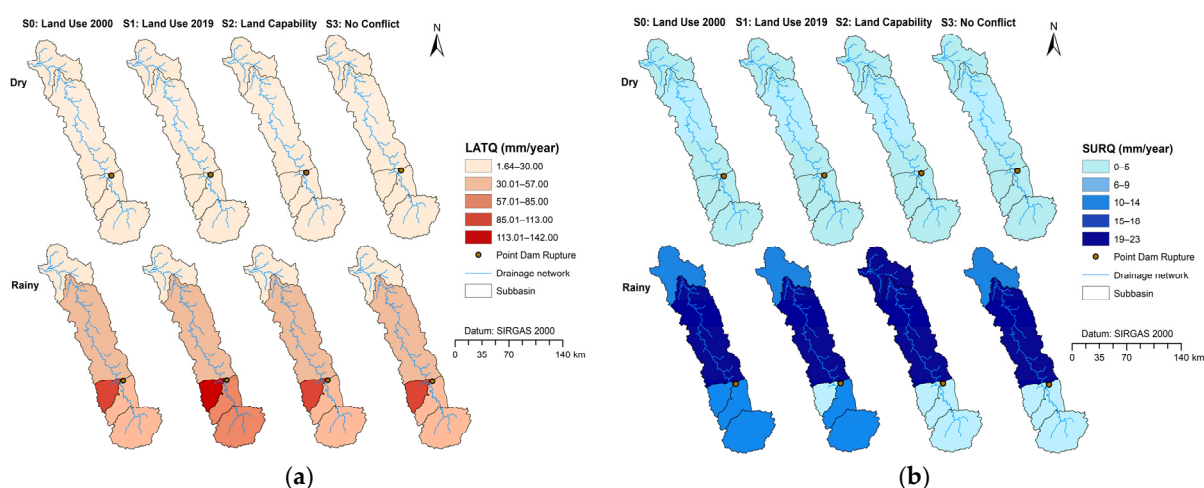 S0: Land Use 2000 S1: Land Use 2019 S2: Land Capability S3: No Conflict
N
Dry
LATQ (mm/year)
1.64–30.00
30.01–57.00
57.01–85.00
85.01–113.00
113.01–142.00
Point Dam Rupture
Drainage network
Subbasin
Rainy
Datum: SIRGAS 2000
0 35 70 140 km
(a)
S0: Land Use 2000 S1: Land Use 2019 S2: Land Capability S3: No Conflict
N
Dry
SURQ (mm/year)
0–5
6–9
10–14
15–18
19–23
Point Dam Rupture
Drainage network
Subbasin
Rainy
Datum: SIRGAS 2000
0 35 70 140 km
(b)